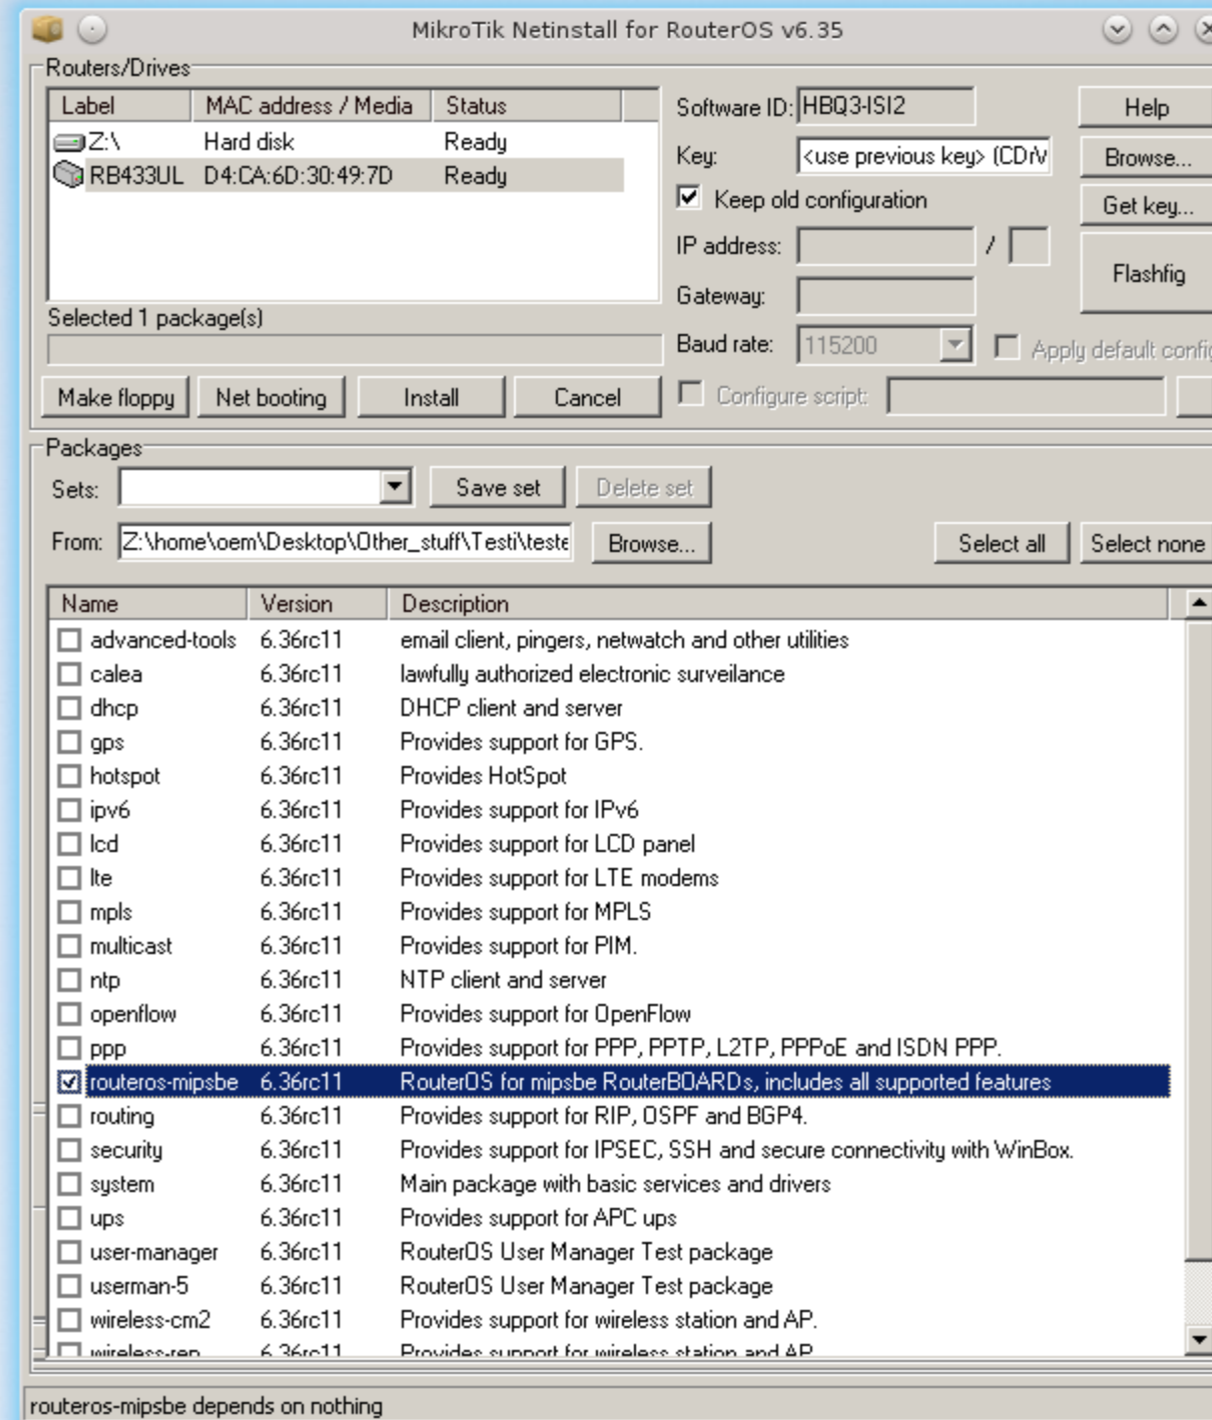 MikroTik Netinstall for RouterOS v6.35
Routers/Drives
Label MAC address / Media Status
Z:\ Hard disk Ready
RB433UL D4:CA:6D:30:49:7D Ready
Selected 1 package(s)
Make floppy Net booting Install Cancel
Software ID: HBQ3-ISI2 Help
Key: <use previous key> (CDrV Browse...
Keep old configuration Get key...
IP address: / Flashfig
Gateway:
Baud rate: 115200 Apply default config
Configure script:
Packages
Sets: Save set Delete set
From: Z:\home\oem\Desktop\Other_stuff\Testi\teste Browse... Select all Select none
Name Version Description
advanced-tools 6.36rc11 email client, pingers, netwatch and other utilities
calea 6.36rc11 lawfully authorized electronic surveilance
dhcp 6.36rc11 DHCP client and server
gps 6.36rc11 Provides support for GPS.
hotspot 6.36rc11 Provides HotSpot
ipv6 6.36rc11 Provides support for IPv6
lcd 6.36rc11 Provides support for LCD panel
lte 6.36rc11 Provides support for LTE modems
mpls 6.36rc11 Provides support for MPLS
multicast 6.36rc11 Provides support for PIM.
ntp 6.36rc11 NTP client and server
openflow 6.36rc11 Provides support for OpenFlow
ppp 6.36rc11 Provides support for PPP, PPTP, L2TP, PPPoE and ISDN PPP.
routeros-mipsbe 6.36rc11 RouterOS for mipsbe RouterBOARDs, includes all supported features
routing 6.36rc11 Provides support for RIP, OSPF and BGP4.
security 6.36rc11 Provides support for IPSEC, SSH and secure connectivity with WinBox.
system 6.36rc11 Main package with basic services and drivers
ups 6.36rc11 Provides support for APC ups
user-manager 6.36rc11 RouterOS User Manager Test package
userman-5 6.36rc11 RouterOS User Manager Test package
wireless-cm2 6.36rc11 Provides support for wireless station and AP.
wireless-rep 6.36rc11 Provides support for wireless station and AP
routeros-mipsbe depends on nothing